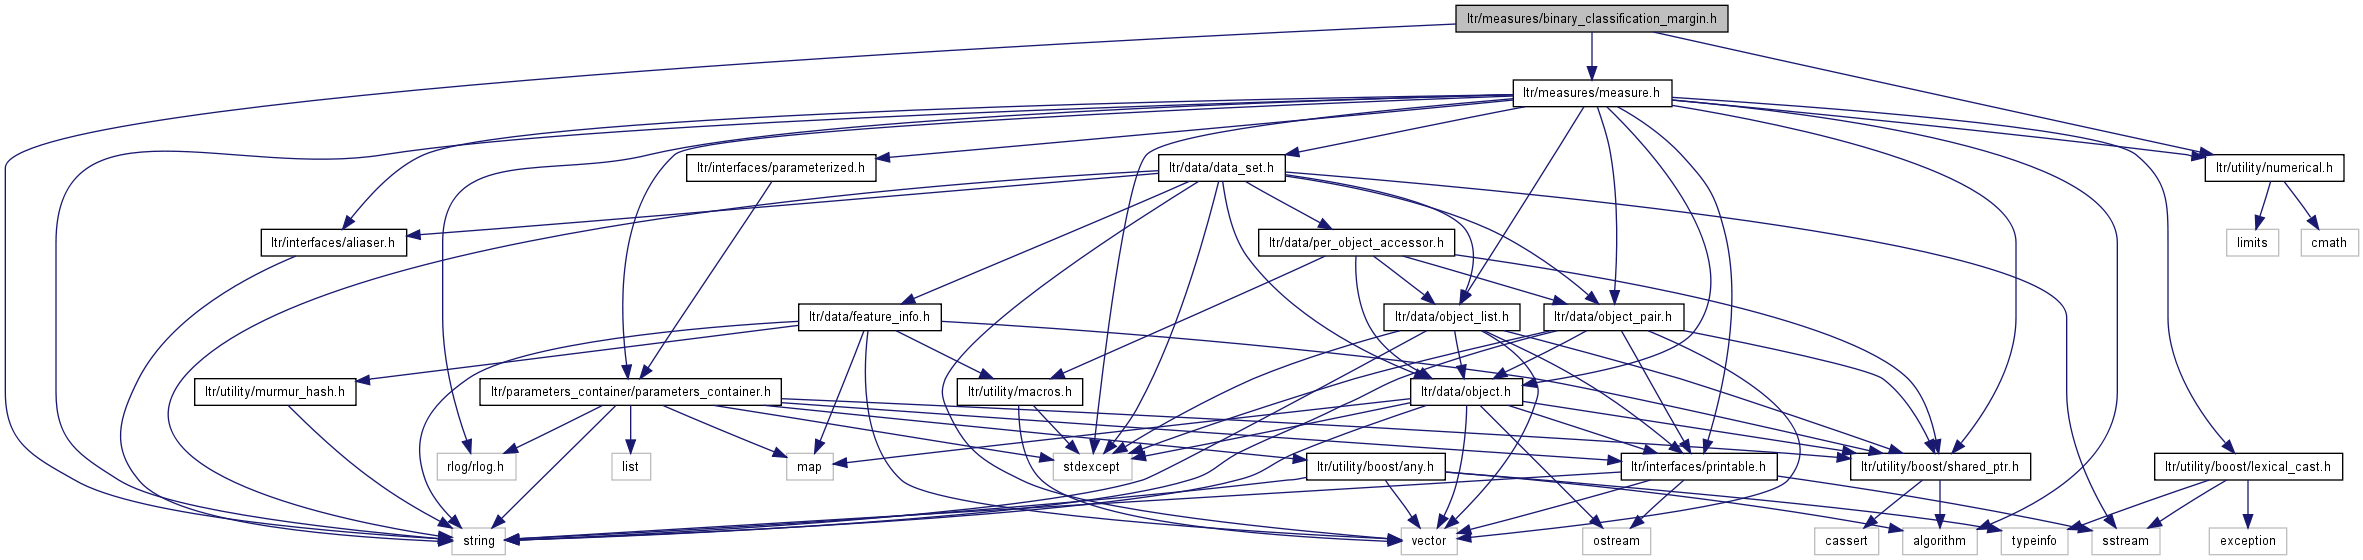 ltr/measures/binary_classification_margin.h
ltr/measures/measure.h
ltr/interfaces/parameterized.h
ltr/data/data_set.h
ltr/utility/numerical.h
ltr/interfaces/aliaser.h
ltr/data/per_object_accessor.h
limits
cmath
ltr/data/feature_info.h
ltr/data/object_list.h
ltr/data/object_pair.h
ltr/utility/murmur_hash.h
ltr/parameters_container/parameters_container.h
ltr/utility/macros.h
ltr/data/object.h
rlog/rlog.h
list
map
stdexcept
ltr/utility/boost/any.h
ltr/interfaces/printable.h
ltr/utility/boost/shared_ptr.h
ltr/utility/boost/lexical_cast.h
string
vector
ostream
cassert
algorithm
typeinfo
sstream
exception